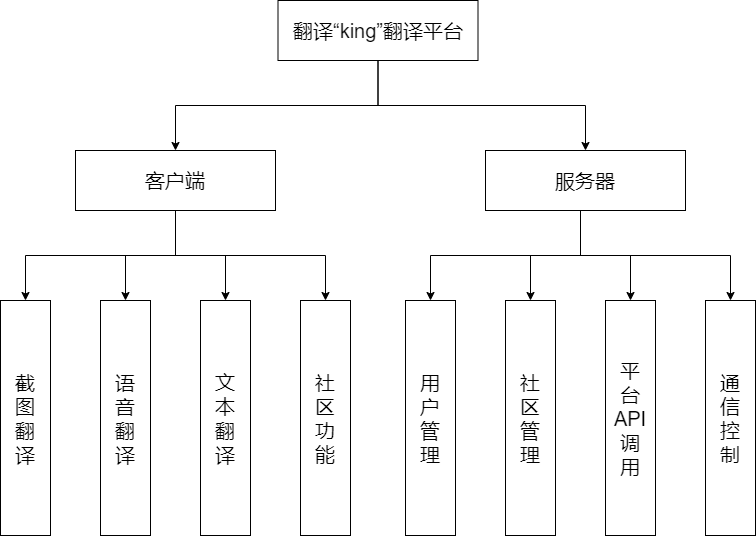 翻译“king”翻译平台
客户端
服务器
截图翻译
语音翻译
文本翻译
社区功能
用户管理
社区管理
平台API调用
通信控制